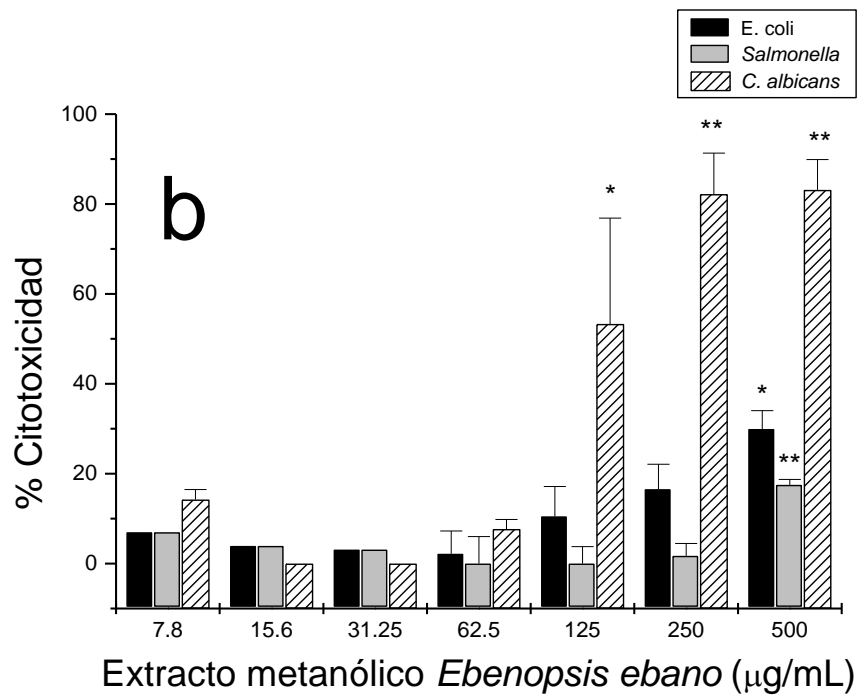 E. coli
Salmonella
C. albicans
b
100
80
60
40
20
0
% Citotoxicidad
*
**
**
*
**
7.8 15.6 31.25 62.5 125 250 500
Extracto metanólico Ebenopsis ebano (μg/mL)